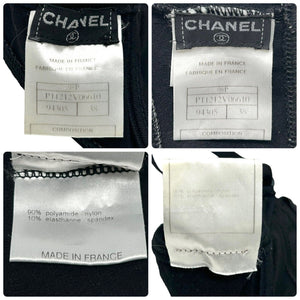 CHANEL
MADE IN FRANCE
FABRIQUE EN FRANCE
P11212V06610
94305 38
COMPOSITION
CHANEL
MADE IN FRANCE
FABRIQUE EN FRANCE
P11212V06610
94305 38
COMPOSITION
90% polyamide nylon
10% elasthanne spandex
MADE IN FRANCE